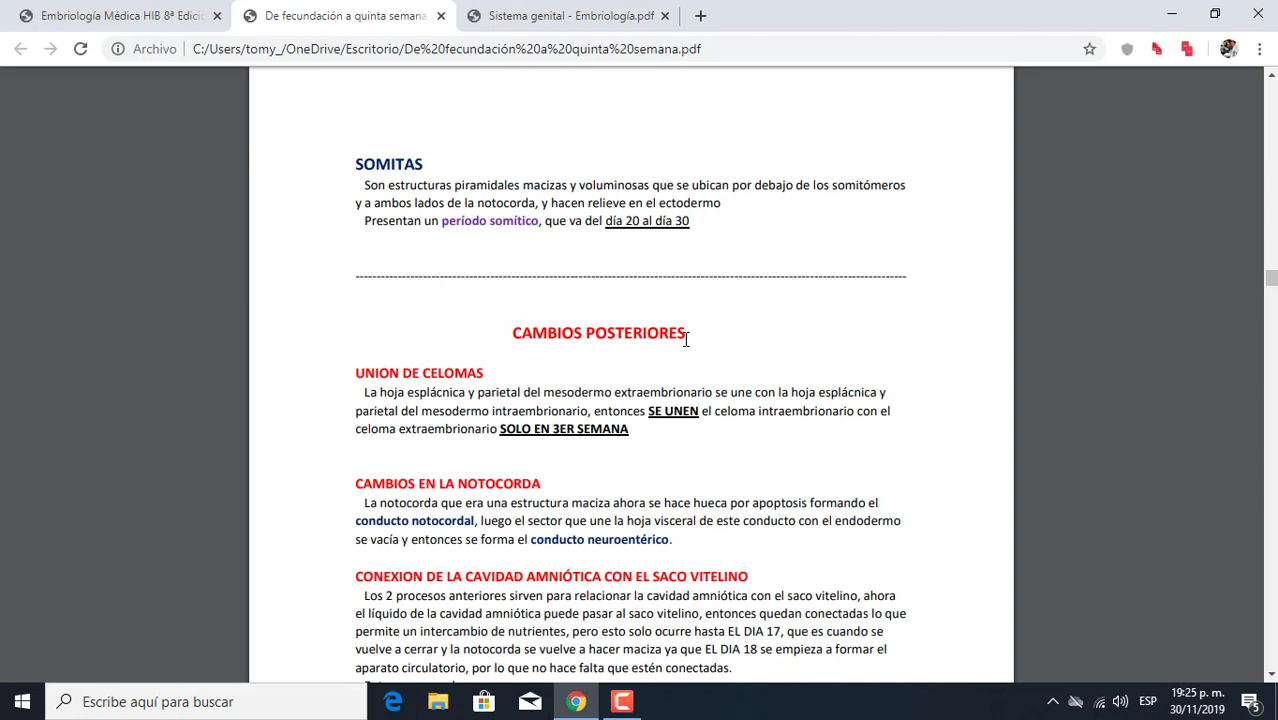 Embriología Médica HIB 8ª Edici
De fecundación a quinta semana
Sistema genital - Embriología.pdf
Archivo
C:/Users/tomy_/OneDrive/Escritorio/De%20fecundación%20a%20quinta%20semana.pdf
SOMITAS
Son estructuras piramidales macizas y voluminosas que se ubican por debajo de los somitómeros
y a ambos lados de la notocorda, y hacen relieve en el ectodermo
Presentan un período somítico, que va del día 20 al día 30
--------------------------------------------------------------------------------------------------------------
CAMBIOS POSTERIORES
UNION DE CELOMAS
La hoja esplácnica y parietal del mesodermo extraembrionario se une con la hoja esplácnica y
parietal del mesodermo intraembrionario, entonces SE UNEN el celoma intraembrionario con el
celoma extraembrionario SOLO EN 3ER SEMANA
CAMBIOS EN LA NOTOCORDA
La notocorda que era una estructura maciza ahora se hace hueca por apoptosis formando el
conducto notocordal, luego el sector que une la hoja visceral de este conducto con el endodermo
se vacía y entonces se forma el conducto neuroentérico.
CONEXION DE LA CAVIDAD AMNIÓTICA CON EL SACO VITELINO
Los 2 procesos anteriores sirven para relacionar la cavidad amniótica con el saco vitelino, ahora
el líquido de la cavidad amniótica puede pasar al saco vitelino, entonces quedan conectadas lo que
permite un intercambio de nutrientes, pero esto solo ocurre hasta EL DIA 17, que es cuando se
vuelve a cerrar y la notocorda se vuelve a hacer maciza ya que EL DIA 18 se empieza a formar el
aparato circulatorio, por lo que no hace falta que estén conectadas.
Escribe aquí para buscar
ESP
19:25 p. m.
30/11/2019
5